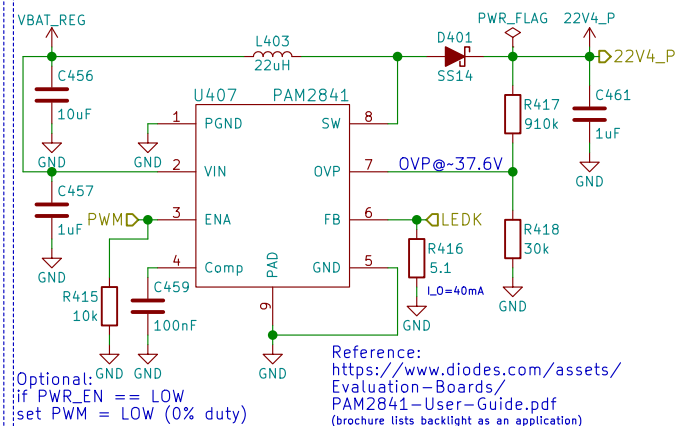 VBAT_REG
PWR_FLAG 22V4_P
L403
22uH
D401
SS14
22V4_P
C456
10uF
GND
U407 PAM2841
R417
910k
C461
1uF
GND
1 PGND
GND
SW 8
2 VIN
OVP 7
OVP@~37.6V
C457
1uF
GND
PWM
3 ENA
FB 6
LEDK
R418
30k
GND
R416
5.1
I_O=40mA
GND
4 Comp
GND 5
PAD
9
GND
R415
10k
GND
C459
100nF
GND
Optional:
if PWR_EN == LOW
set PWM = LOW (0% duty)
Reference:
https://www.diodes.com/assets/
Evaluation-Boards/
PAM2841-User-Guide.pdf
(brochure lists backlight as an application)